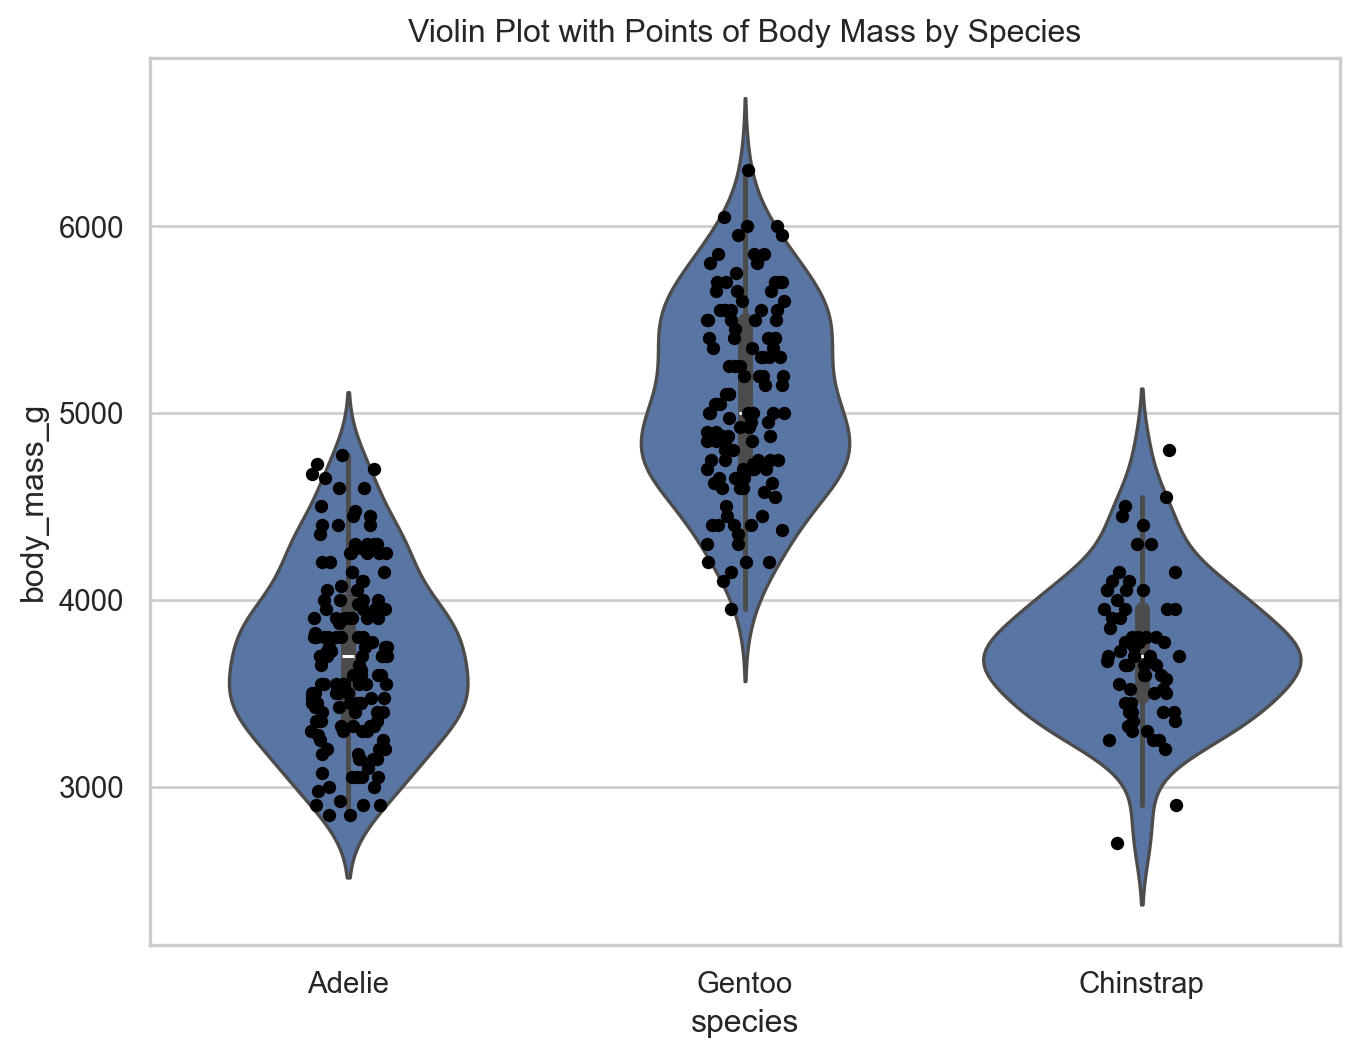 Violin Plot with Points of Body Mass by Species
body_mass_g
6000
5000
4000
3000
Adelie
Gentoo
Chinstrap
species